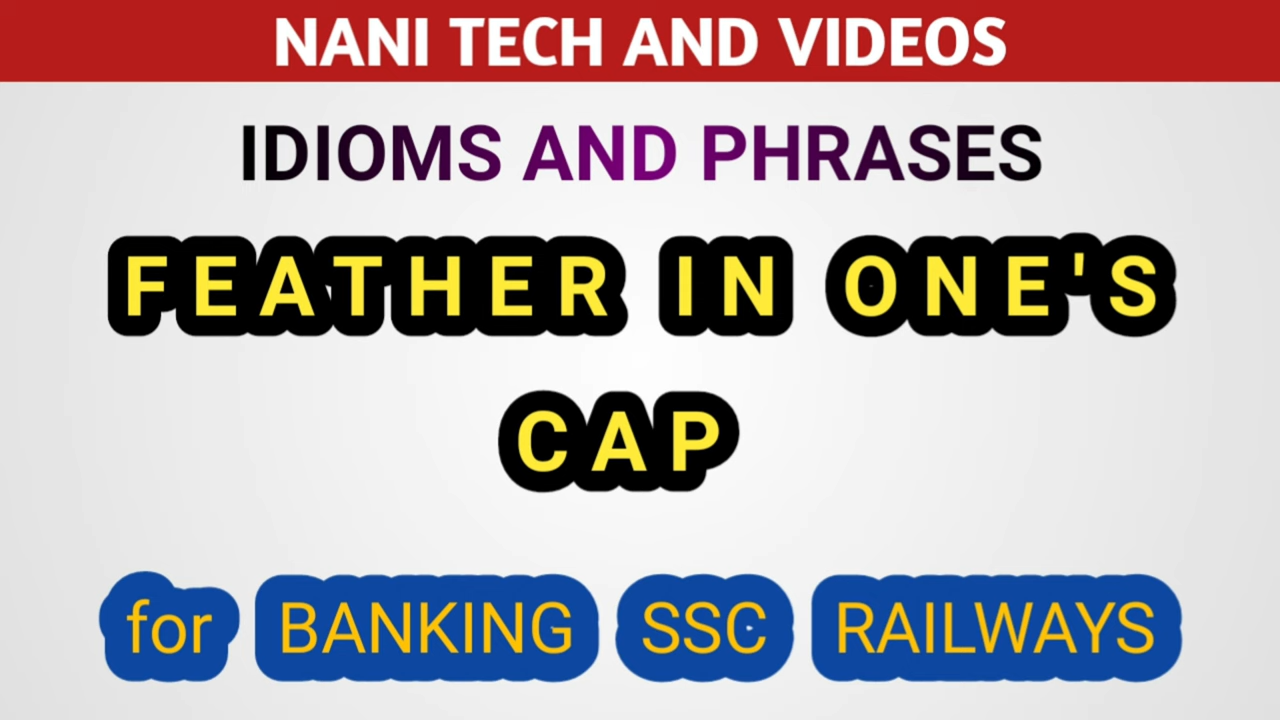 NANI TECH AND VIDEOS
IDIOMS AND PHRASES
FEATHER IN ONE'S
CAP
for BANKING SSC RAILWAYS